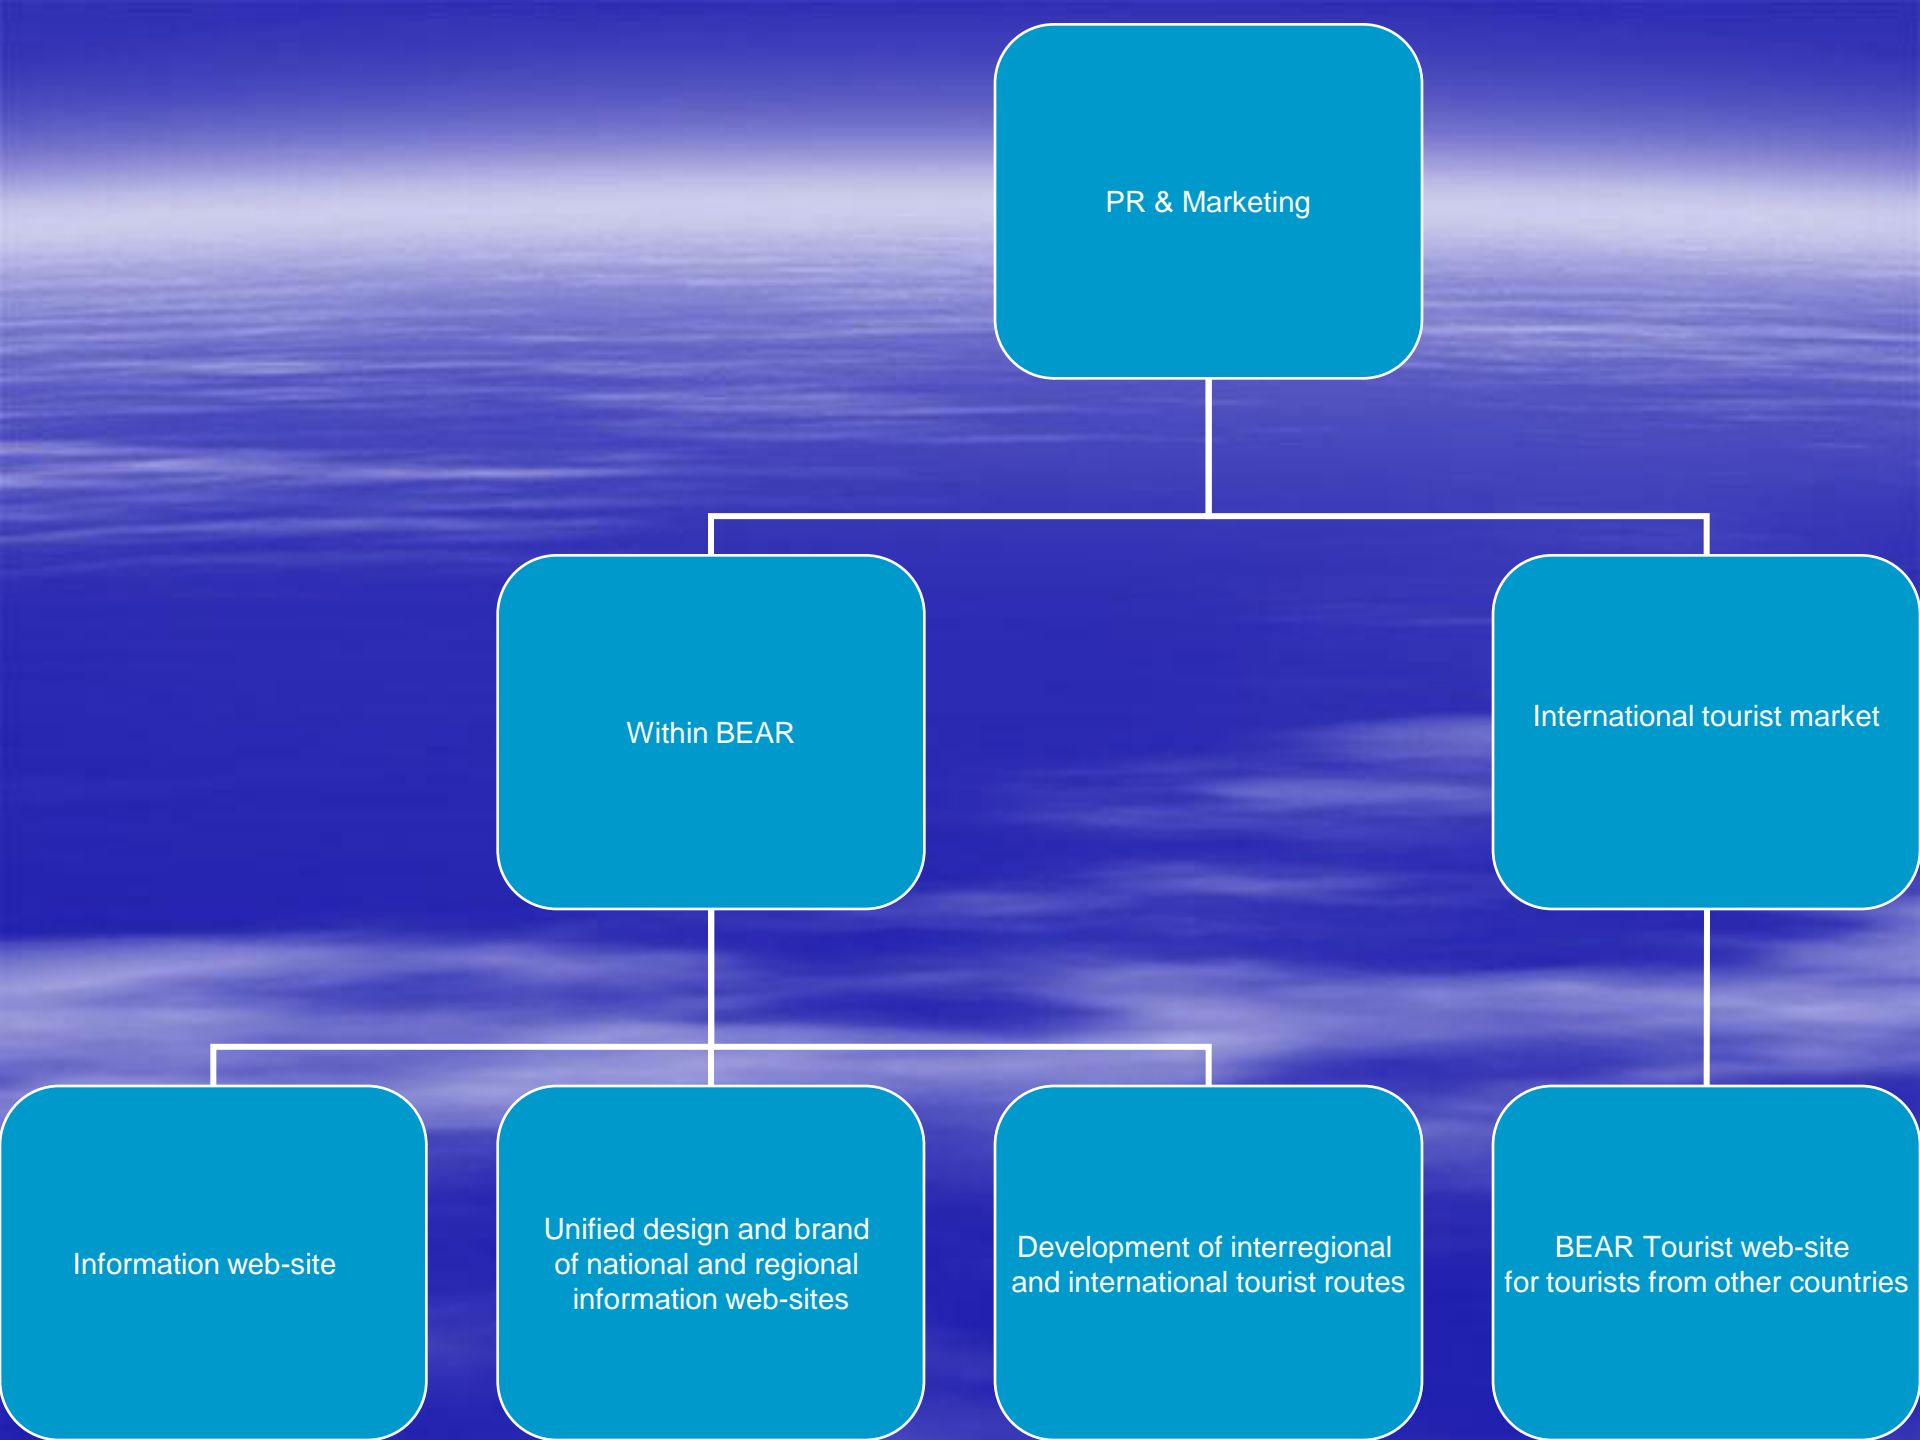 PR & Marketing
Within BEAR
International tourist market
Information web-site
Unified design and brand
of national and regional
information web-sites
Development of interregional
and international tourist routes
BEAR Tourist web-site
for tourists from other countries